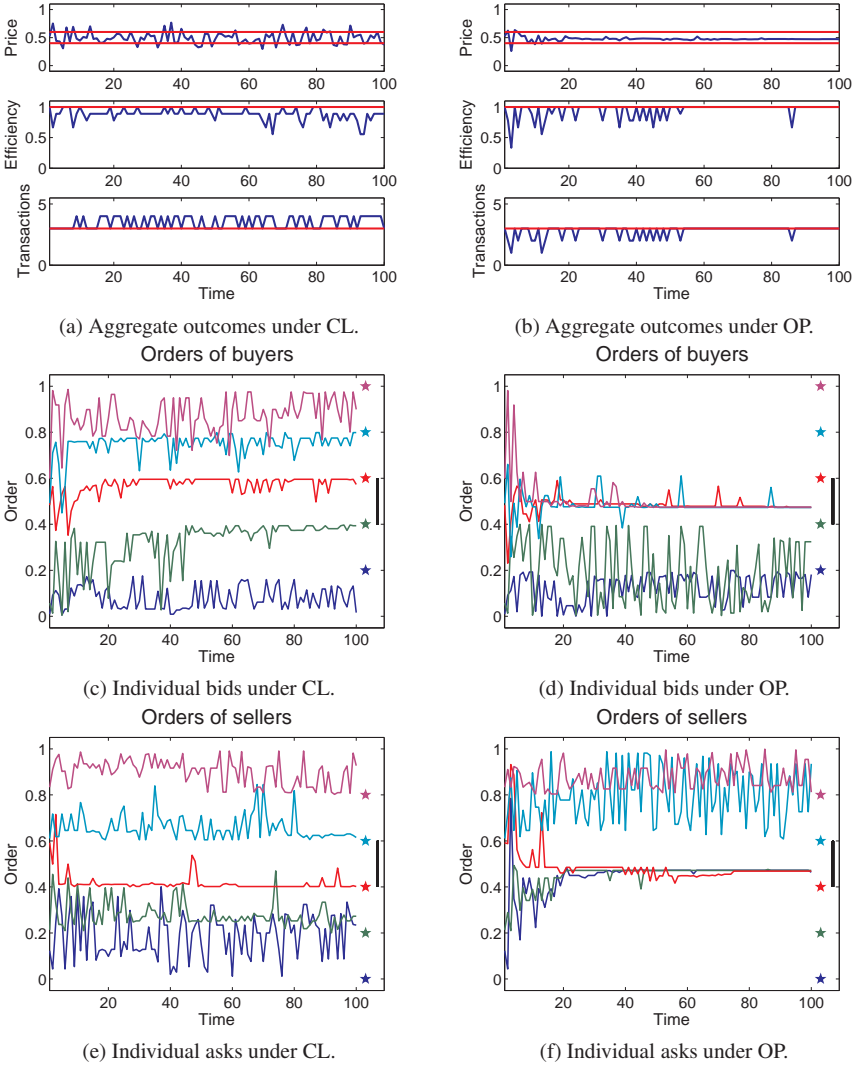 Price
1
0.5
0
20 40 60 80 100
Efficiency
1
0.5
0
20 40 60 80 100
Transactions
5
0
20 40 60 80 100
Time
(a) Aggregate outcomes under CL.
Price
1
0.5
0
20 40 60 80 100
Efficiency
1
0.5
0
20 40 60 80 100
Transactions
5
0
20 40 60 80 100
Time
(b) Aggregate outcomes under OP.
Orders of buyers
Order
1
0.8
0.6
0.4
0.2
0
20 40 60 80 100
Time
(c) Individual bids under CL.
Orders of buyers
Order
1
0.8
0.6
0.4
0.2
0
20 40 60 80 100
Time
(d) Individual bids under OP.
Orders of sellers
Order
1
0.8
0.6
0.4
0.2
0
20 40 60 80 100
Time
(e) Individual asks under CL.
Orders of sellers
Order
1
0.8
0.6
0.4
0.2
0
20 40 60 80 100
Time
(f) Individual asks under OP.